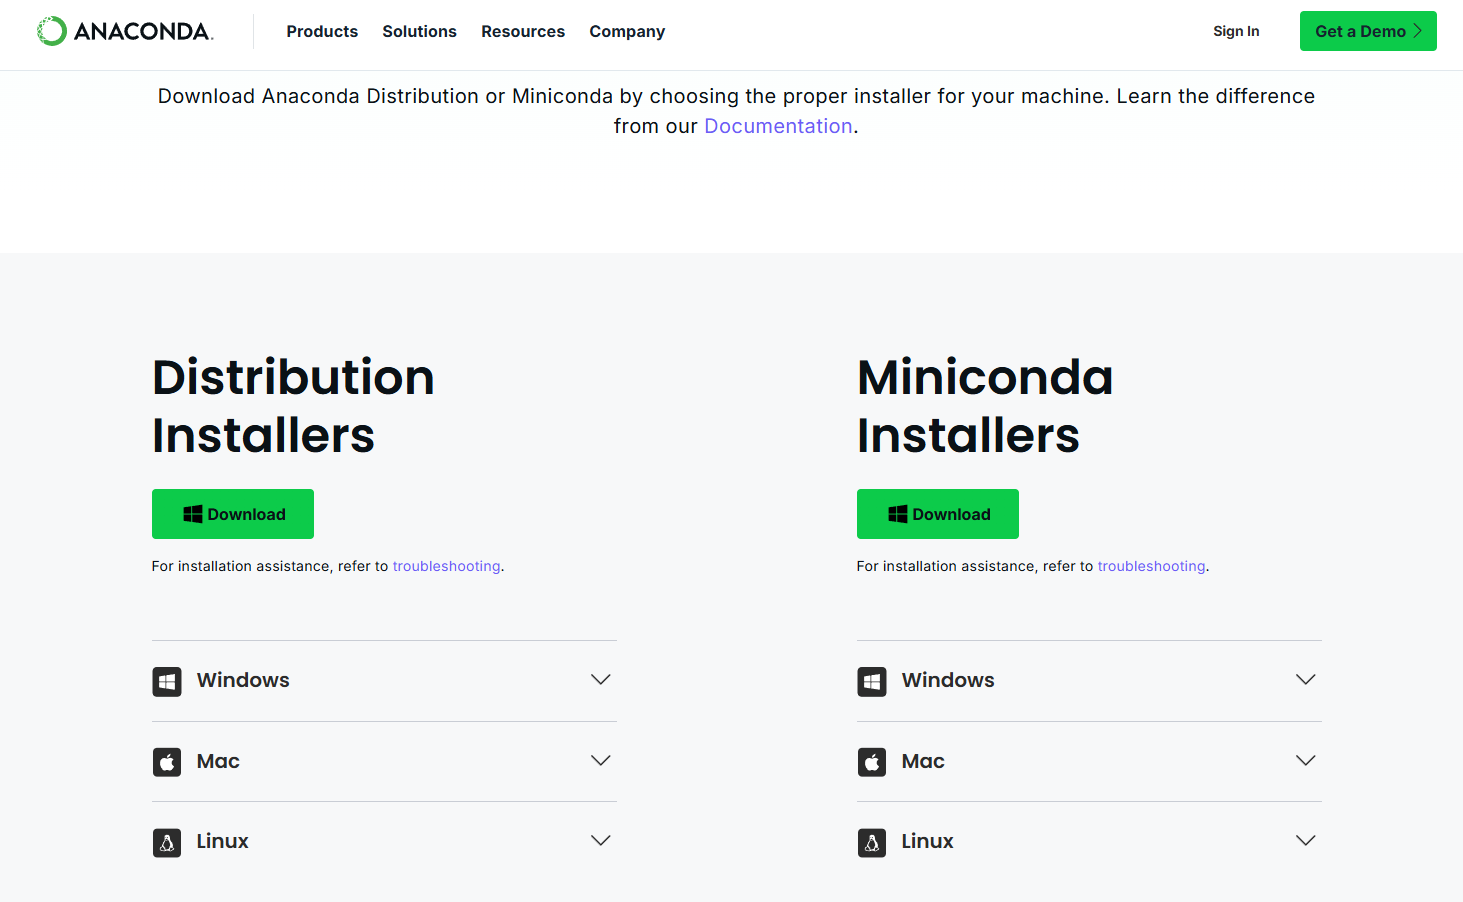 ANACONDA.
Products Solutions Resources Company
Sign In
Get a Demo
Download Anaconda Distribution or Miniconda by choosing the proper installer for your machine. Learn the difference
from our Documentation.
Distribution
Installers
Download
For installation assistance, refer to troubleshooting.
Windows
Mac
Linux
Miniconda
Installers
Download
For installation assistance, refer to troubleshooting.
Windows
Mac
Linux